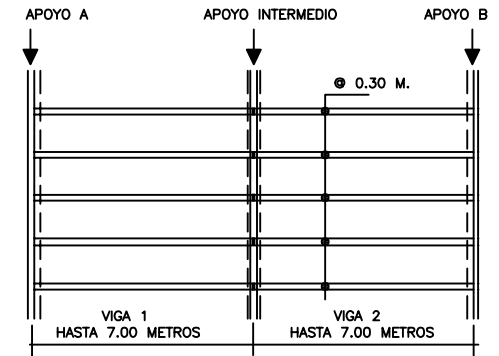 APOYO A
APOYO INTERMEDIO
APOYO B
@ 0.30 M.
VIGA 1
HASTA 7.00 METROS
VIGA 2
HASTA 7.00 METROS